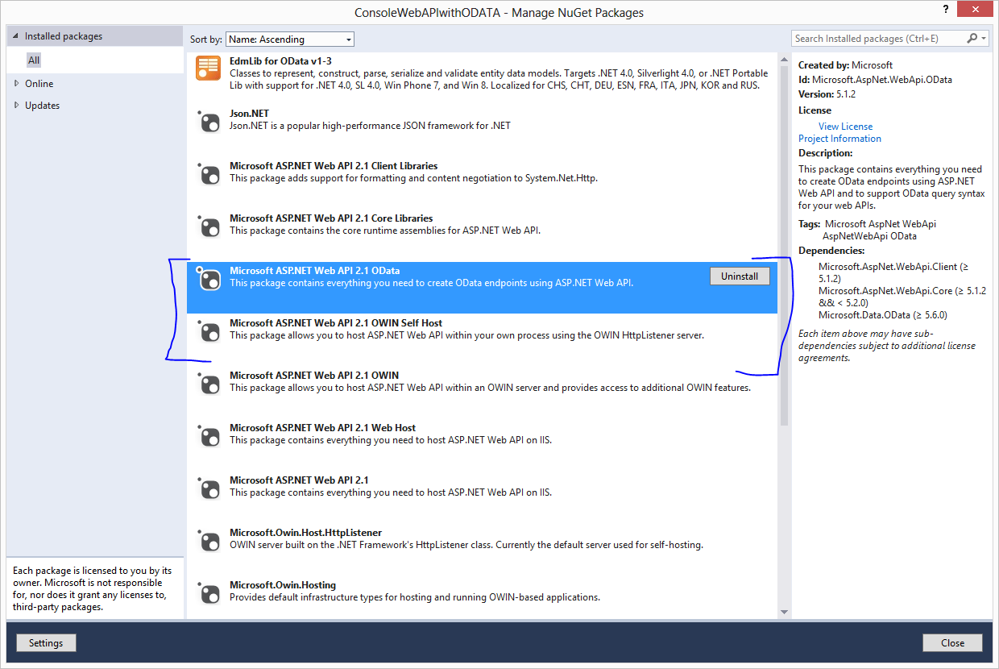 ConsoleWebAPIwithODATA - Manage NuGet Packages
?
Installed packages
All
Online
Updates
Each package is licensed to you by its
owner. Microsoft is not responsible
for, nor does it grant any licenses to,
third-party packages.
Sort by: Name: Ascending
EdmLib for OData v1-3
Classes to represent, construct, parse, serialize and validate entity data models. Targets .NET 4.0, Silverlight 4.0, or .NET Portable
Lib with support for .NET 4.0, SL 4.0, Win Phone 7, and Win 8. Localized for CHS, CHT, DEU, ESN, FRA, ITA, JPN, KOR and RUS.
Json.NET
Json.NET is a popular high-performance JSON framework for .NET
Microsoft ASP.NET Web API 2.1 Client Libraries
This package adds support for formatting and content negotiation to System.Net.Http.
Microsoft ASP.NET Web API 2.1 Core Libraries
This package contains the core runtime assemblies for ASP.NET Web API.
Microsoft ASP.NET Web API 2.1 OData
This package contains everything you need to create OData endpoints using ASP.NET Web API.
Uninstall
Microsoft ASP.NET Web API 2.1 OWIN Self Host
This package allows you to host ASP.NET Web API within your own process using the OWIN HttpListener server.
Microsoft ASP.NET Web API 2.1 OWIN
This package allows you to host ASP.NET Web API within an OWIN server and provides access to additional OWIN features.
Microsoft ASP.NET Web API 2.1 Web Host
This package contains everything you need to host ASP.NET Web API on IIS.
Microsoft ASP.NET Web API 2.1
This package contains everything you need to host ASP.NET Web API on IIS.
Microsoft.Owin.Host.HttpListener
OWIN server built on the .NET Framework's HttpListener class. Currently the default server used for self-hosting.
Microsoft.Owin.Hosting
Provides default infrastructure types for hosting and running OWIN-based applications.
Search Installed packages (Ctrl+E)
Created by: Microsoft
Id: Microsoft.AspNet.WebApi.OData
Version: 5.1.2
License
View License
Project Information
Description:
This package contains everything you need
to create OData endpoints using ASP.NET
Web API and to support OData query syntax
for your web APIs.
Tags: Microsoft AspNet WebApi
AspNetWebApi OData
Dependencies:
Microsoft.AspNet.WebApi.Client (≥
5.1.2)
Microsoft.AspNet.WebApi.Core (≥ 5.1.2
&& < 5.2.0)
Microsoft.Data.OData (≥ 5.6.0)
Each item above may have sub-
dependencies subject to additional license
agreements.
Settings
Close